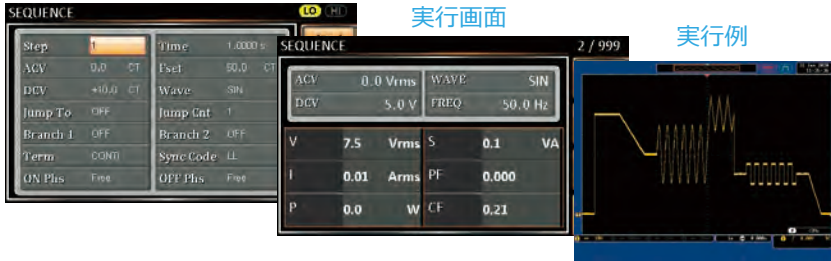 SEQUENCE LO HI
Step 1 Time 1.0000 s
ACV 0.0 CT Fset 50.0 CT
DCV +10.0 CT Wave SIN
Jump To OFF Jump Cnt 1
Branch 1 OFF Branch 2 OFF
Term CONTI Sync Code LL
ON Phs Free OFF Phs Free
実行画面
SEQUENCE 2 / 999
ACV 0.0 Vrms WAVE SIN
DCV 5.0 V FREQ 50.0 Hz
V 7.5 Vrms S 0.1 VA
I 0.01 Arms PF 0.000
P 0.0 W CF 0.21
実行例